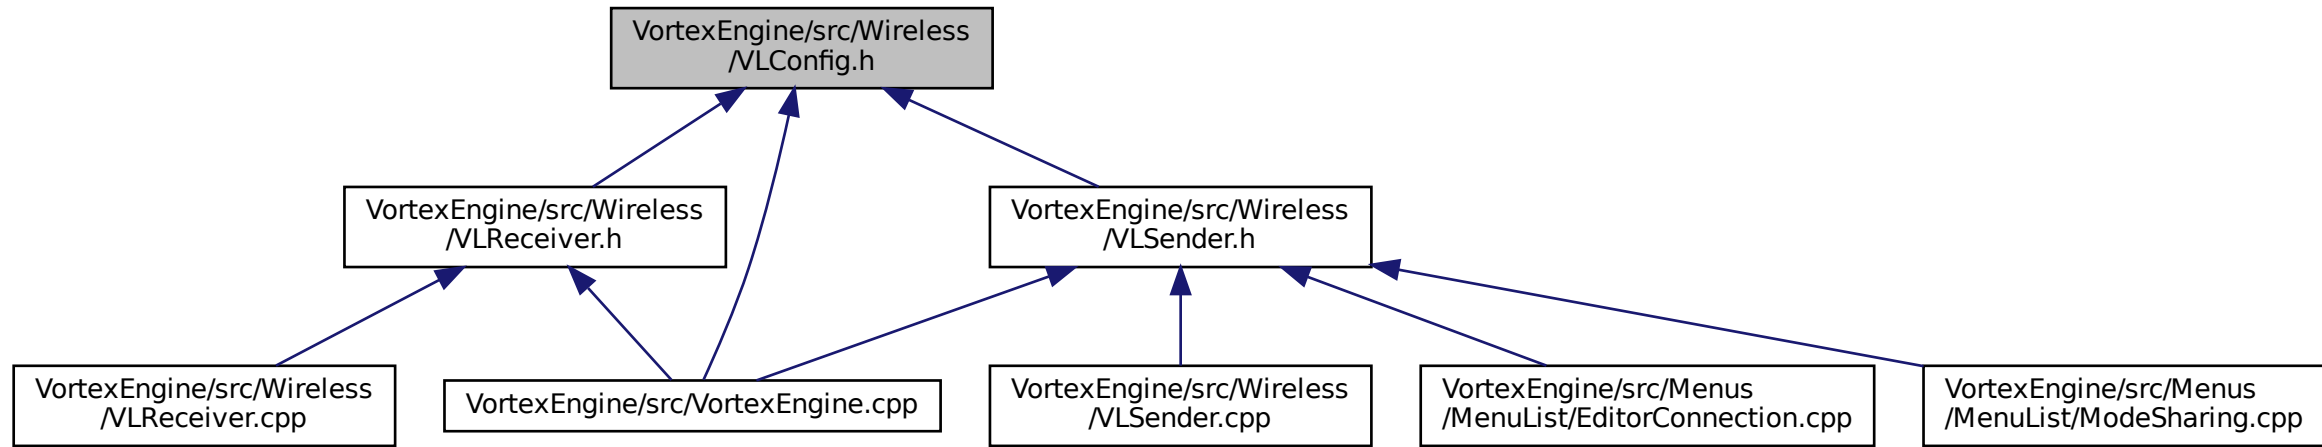 VortexEngine/src/Wireless
/VLConfig.h
VortexEngine/src/Wireless
/VLReceiver.h
VortexEngine/src/Wireless
/VLSender.h
VortexEngine/src/Wireless
/VLReceiver.cpp
VortexEngine/src/VortexEngine.cpp
VortexEngine/src/Wireless
/VLSender.cpp
VortexEngine/src/Menus
/MenuList/EditorConnection.cpp
VortexEngine/src/Menus
/MenuList/ModeSharing.cpp